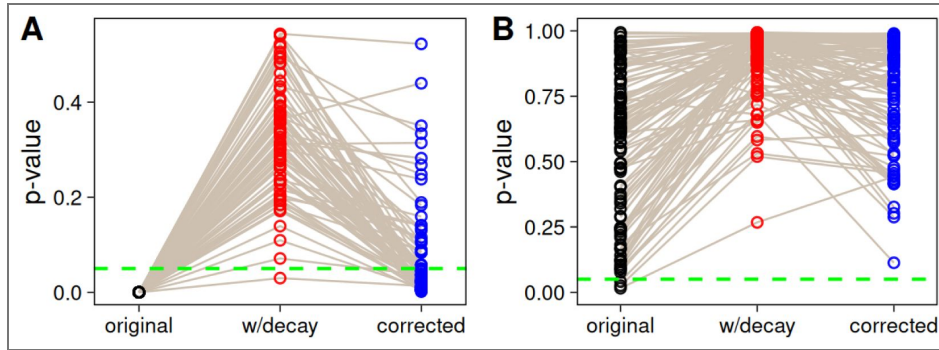 A
p-value
0.4
0.2
0.0
original w/decay corrected
B
p-value
1.00
0.75
0.50
0.25
0.00
original w/decay corrected